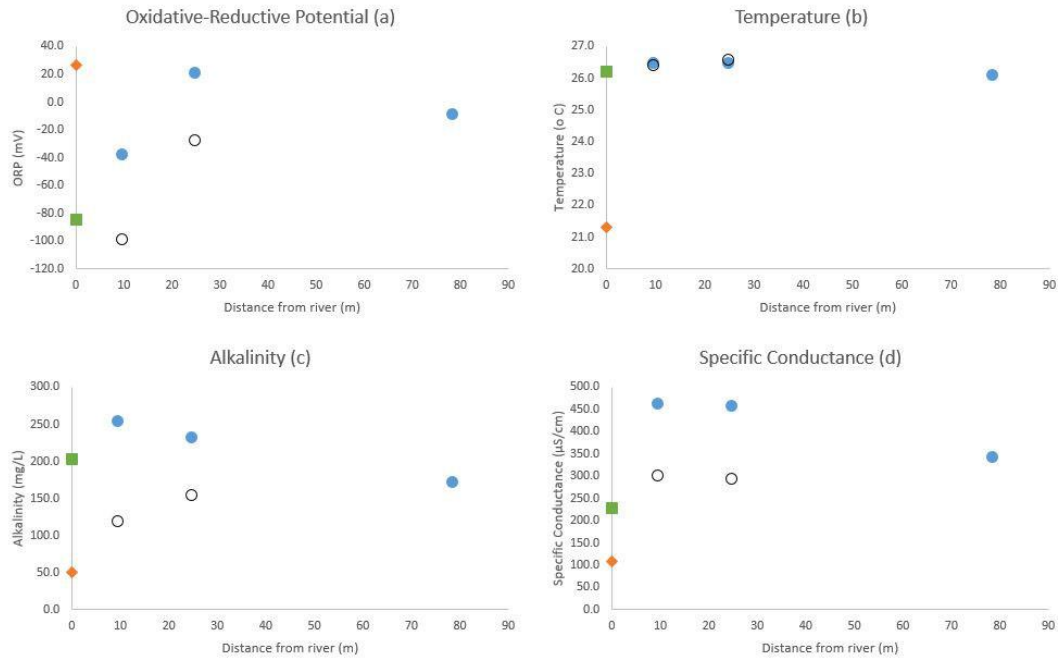 Oxidative-Reductive Potential (a)
40.0
20.0
0.0
-20.0
-40.0
-60.0
-80.0
-100.0
-120.0
ORP (mV)
0 10 20 30 40 50 60 70 80 90
Distance from river (m)
Temperature (b)
27.0
26.0
25.0
24.0
23.0
22.0
21.0
20.0
Temperature (o C)
0 10 20 30 40 50 60 70 80 90
Distance from river (m)
Alkalinity (c)
300.0
250.0
200.0
150.0
100.0
50.0
0.0
Alkalinity (mg/L)
0 10 20 30 40 50 60 70 80 90
Distance from river (m)
Specific Conductance (d)
500.0
450.0
400.0
350.0
300.0
250.0
200.0
150.0
100.0
50.0
0.0
Specific Conductance (µS/cm)
0 10 20 30 40 50 60 70 80 90
Distance from river (m)